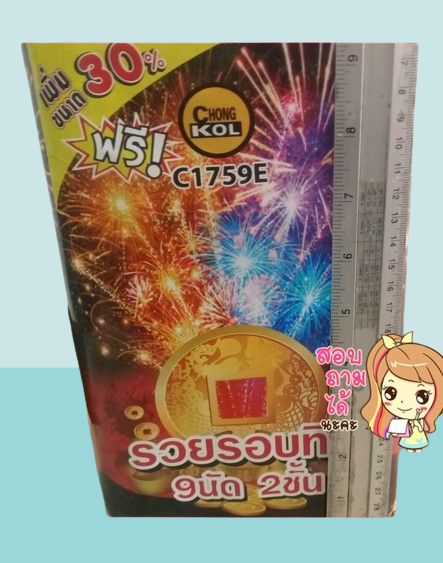 เพิ่ม
ขนาด 30%
ฟรี!
CHONG
KOL
C1759E
รวยรอบทิ
9นัด 2ชั้น
สอบ
ถาม
ได้
นะคะ